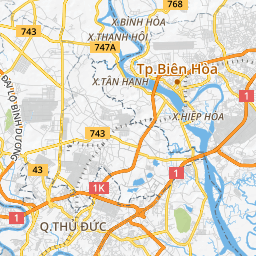 768
X.BÌNH HÒA
743
X.THẠNH HỘI
747A
X.TÂN HẠNH
Tp.Biên Hòa
1
ĐẠI LỘ BÌNH DƯƠNG
X.HIỆP HÒA
743
43
1
1K
1
Q.THỦ ĐỨC